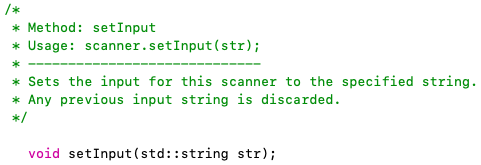 /*
 * Method: setInput
 * Usage: scanner.setInput(str);
 * -----------------------------
 * Sets the input for this scanner to the specified string.
 * Any previous input string is discarded.
 */
void setInput(std::string str);